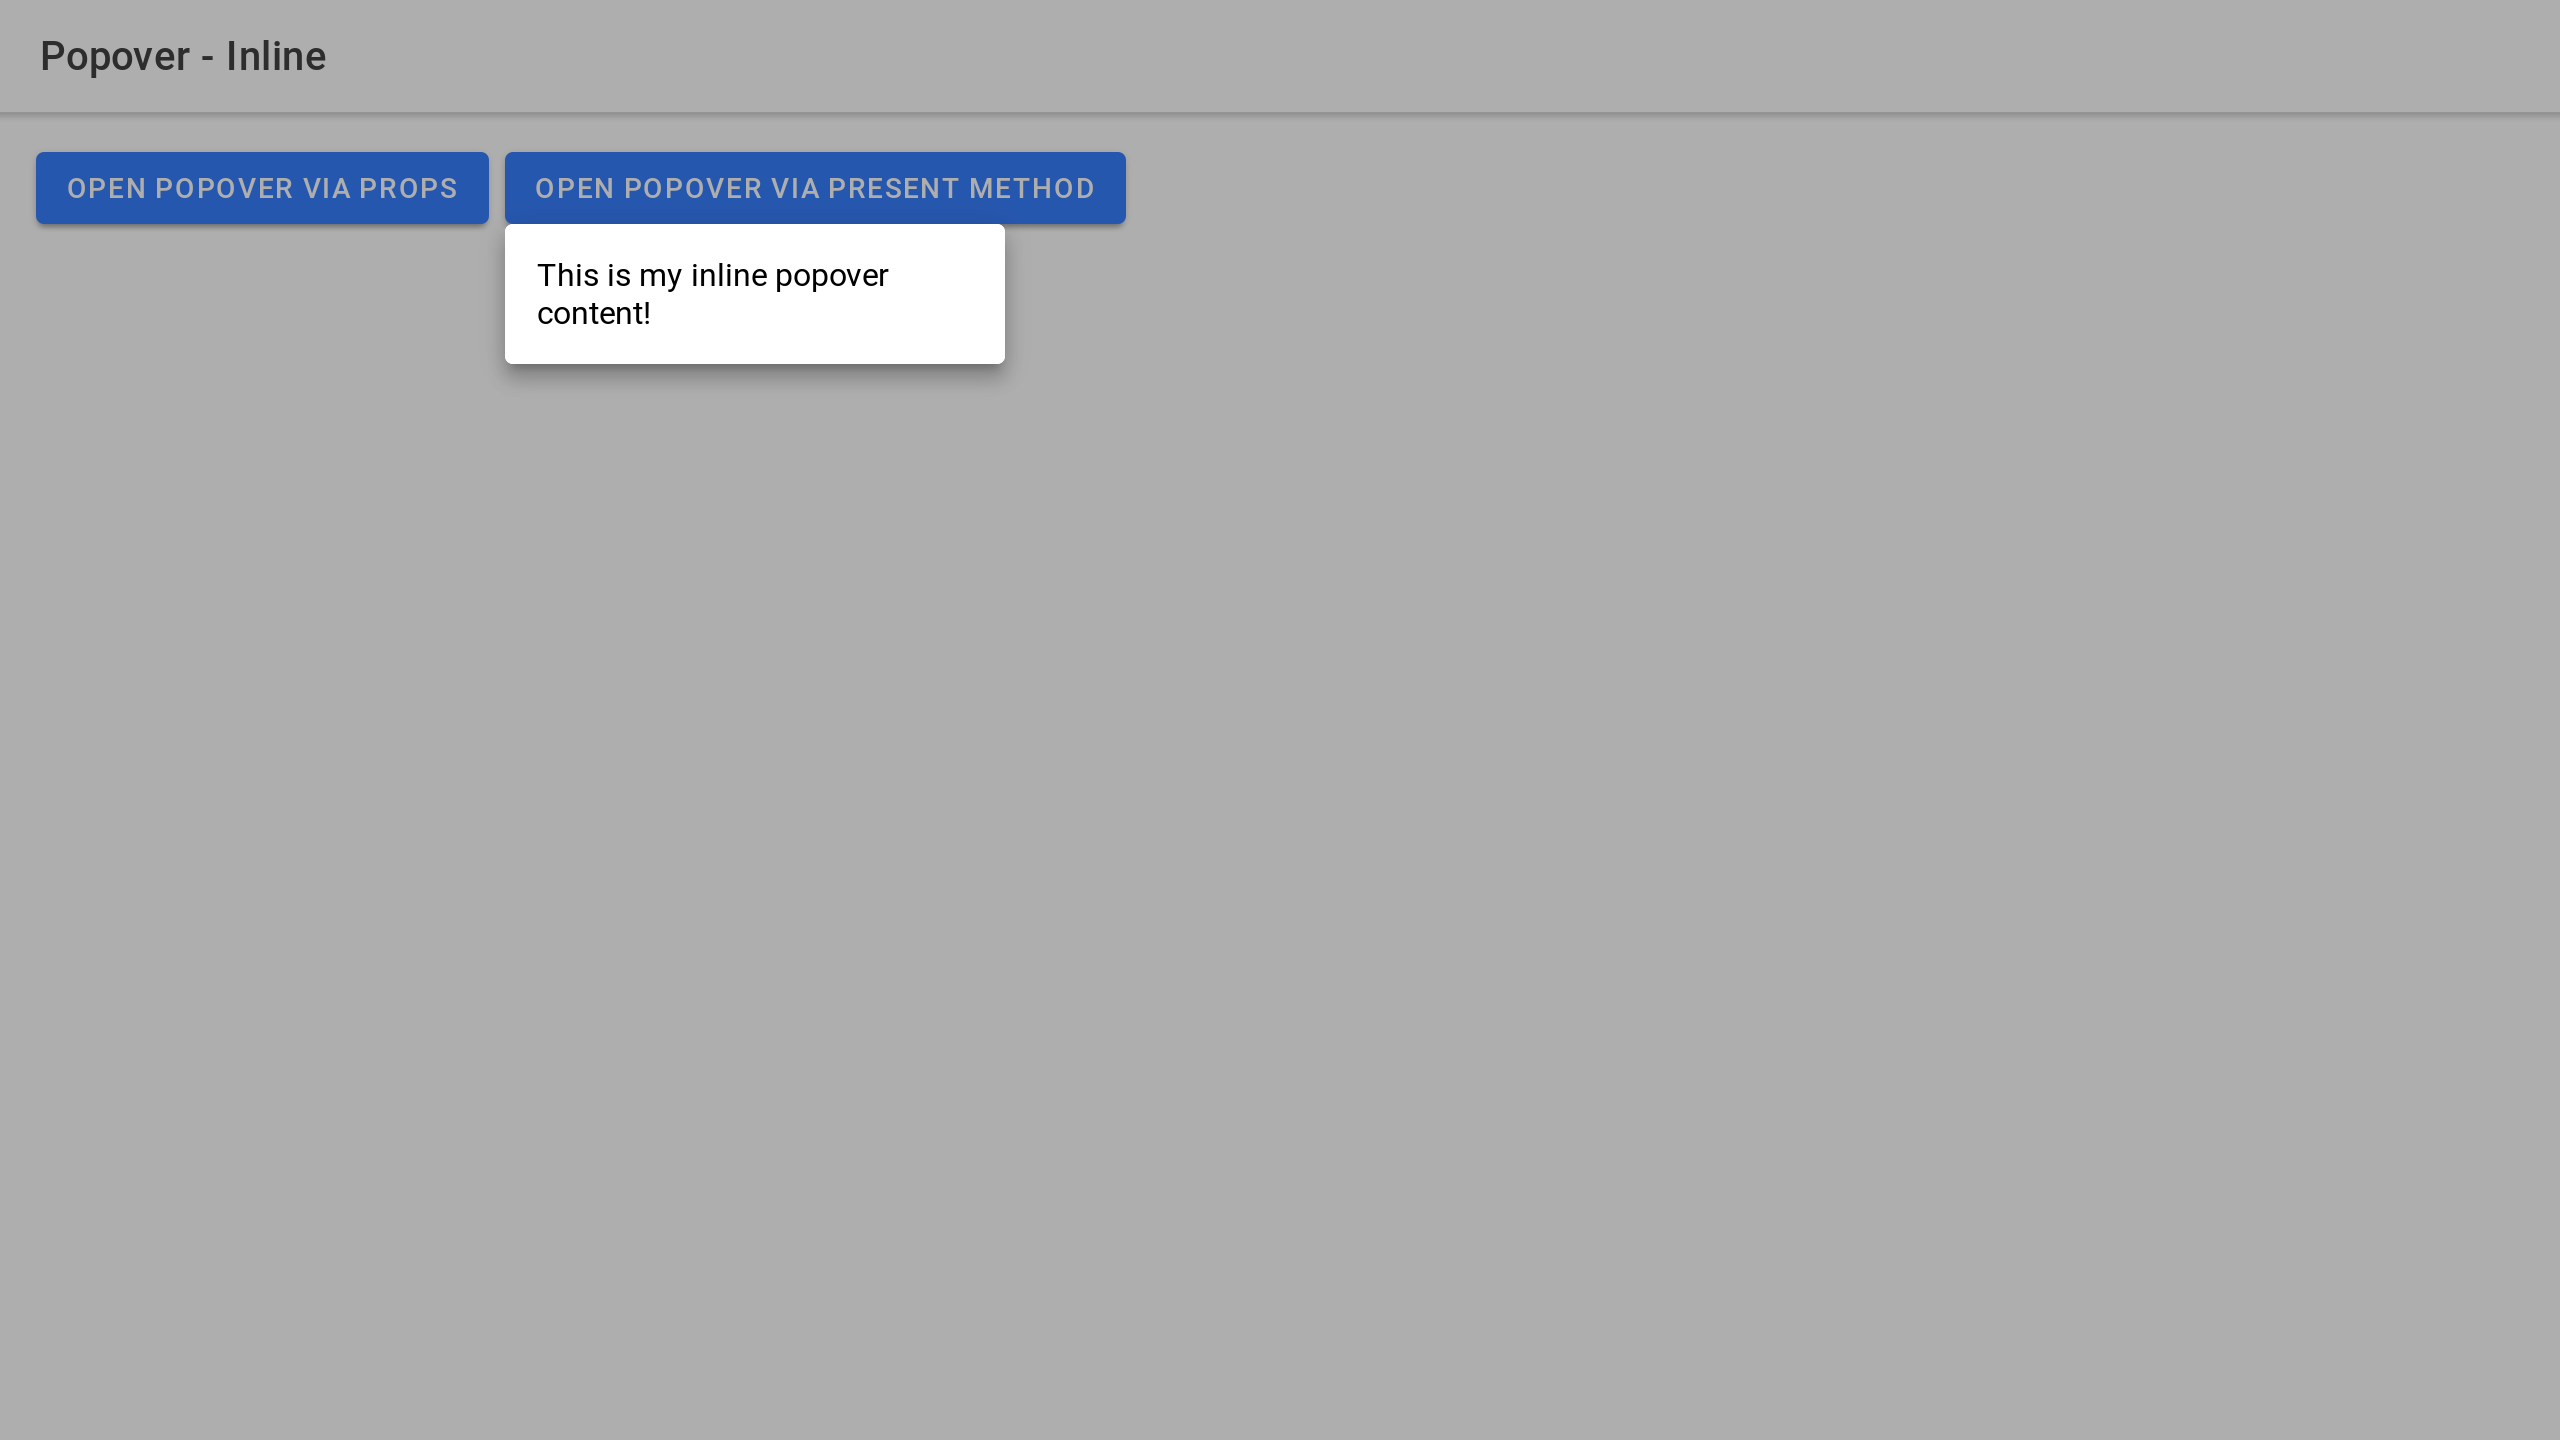 Popover - Inline
OPEN POPOVER VIA PROPS
OPEN POPOVER VIA PRESENT METHOD
This is my inline popover
content!